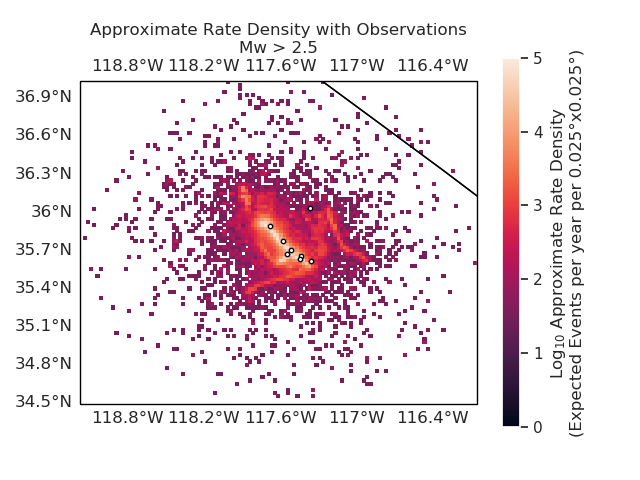 Approximate Rate Density with Observations
Mw > 2.5
118.8°W 118.2°W 117.6°W 117°W 116.4°W
36.9°N
36.6°N
36.3°N
36°N
35.7°N
35.4°N
35.1°N
34.8°N
34.5°N
118.8°W 118.2°W 117.6°W 117°W 116.4°W
5
4
3
2
1
0
Log₁₀ Approximate Rate Density
(Expected Events per year per 0.025°x0.025°)